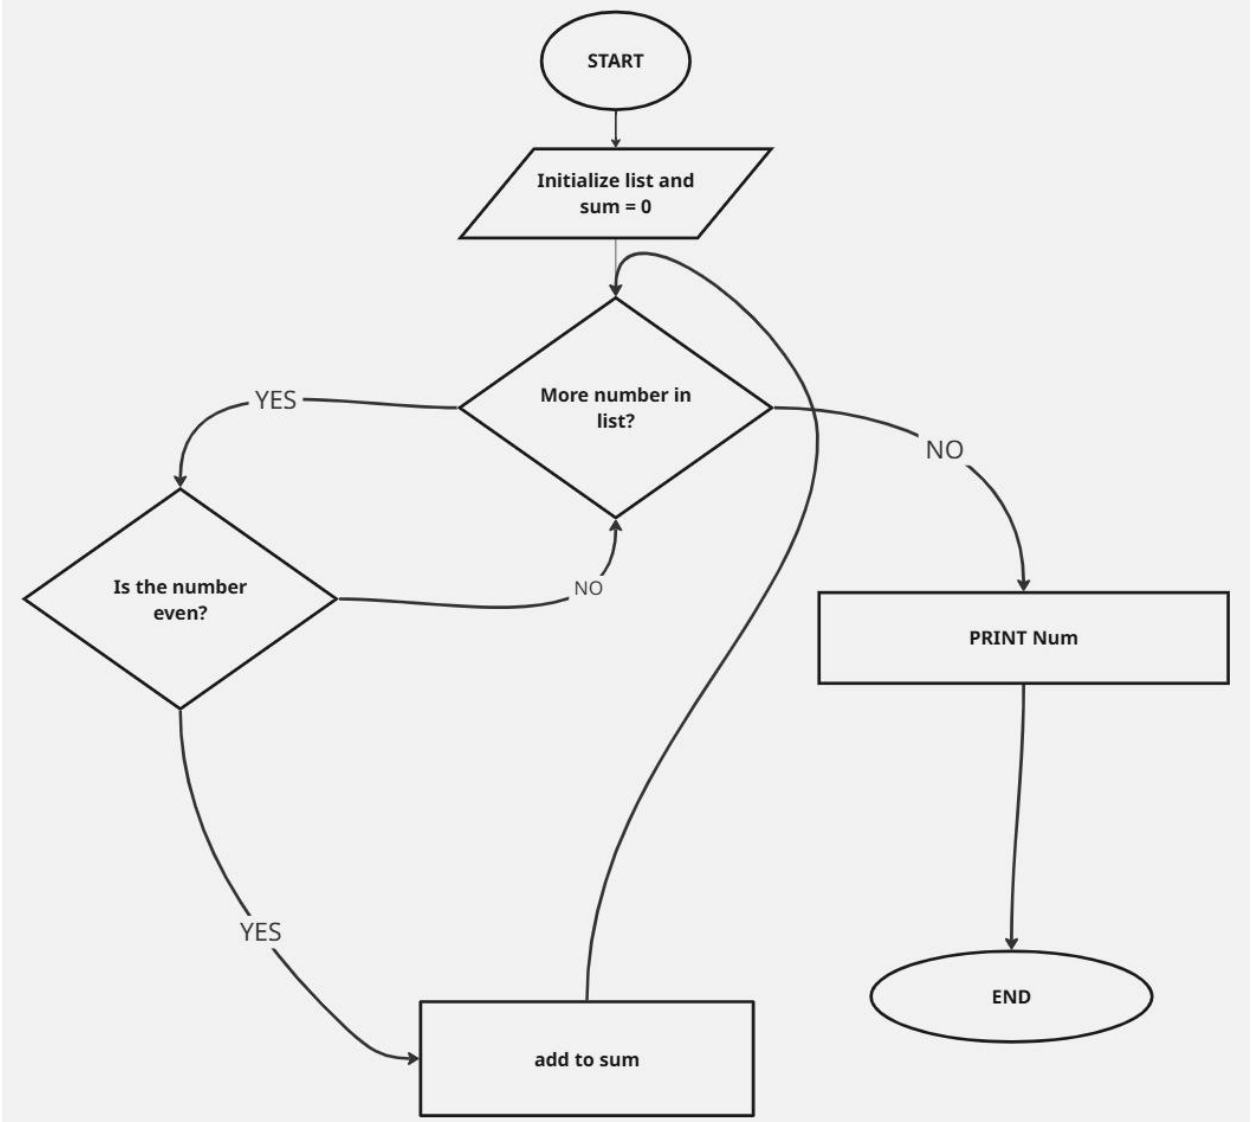 START
Initialize list and
sum = 0
More number in
list?
YES
NO
Is the number
even?
NO
PRINT Num
YES
END
add to sum